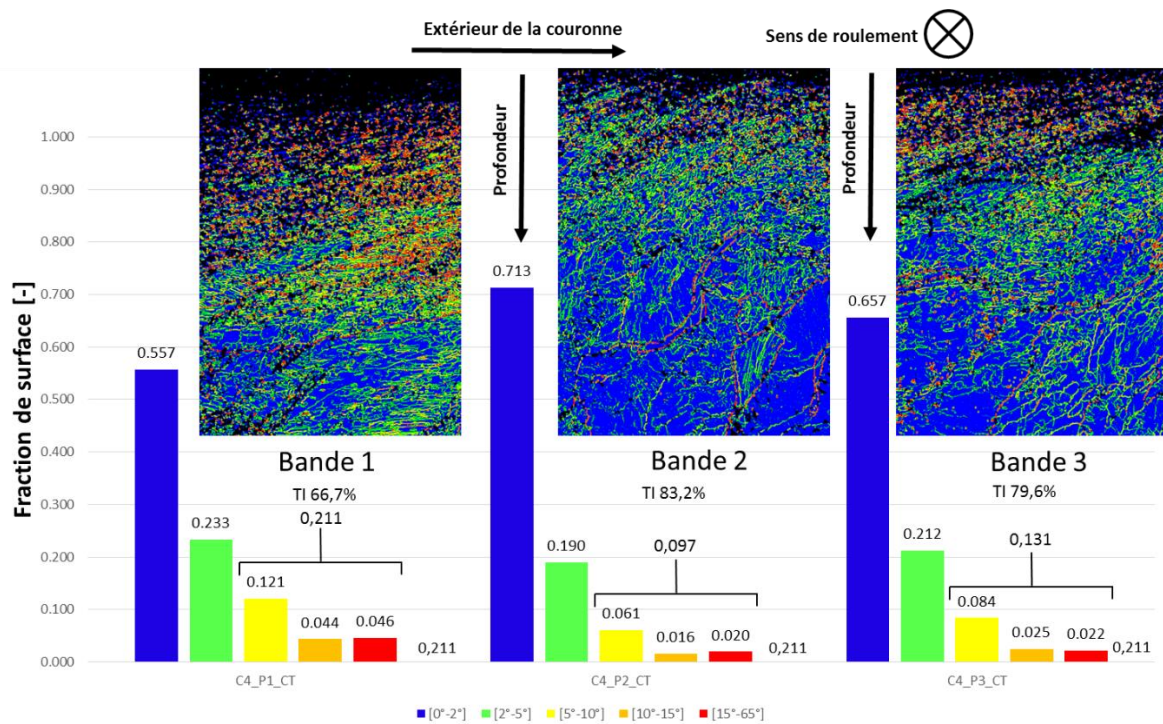 Extérieur de la couronne
Sens de roulement
Profondeur
Profondeur
Fraction de surface [-]
1.000
0.900
0.800
0.700
0.600
0.500
0.400
0.300
0.200
0.100
0.000
0.557
0.233
0.121
0.044
0.046
0,211
0,211
Bande 1
TI 66,7%
0.713
0.190
0.061
0.016
0.020
0,097
0,211
Bande 2
TI 83,2%
0.657
0.212
0.084
0.025
0.022
0,131
0,211
Bande 3
TI 79,6%
C4_P1_CT
C4_P2_CT
C4_P3_CT
[0°-2°] [2°-5°] [5°-10°] [10°-15°] [15°-65°]